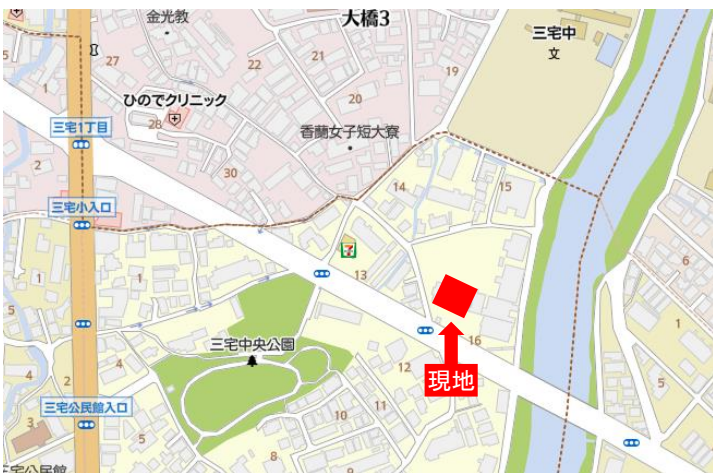 金光教
大橋3
三宅中
文
27
22
21
19
5
1
ひのでクリニック
20
28
三宅1丁目
香蘭女子短大寮
2
30
14
15
三宅小入口
7
13
6
1
1
16
1
三宅中央公園
4
4
12
現地
2
10
11
5
三宅公民館入口
3
5
8
9
三宅公民館